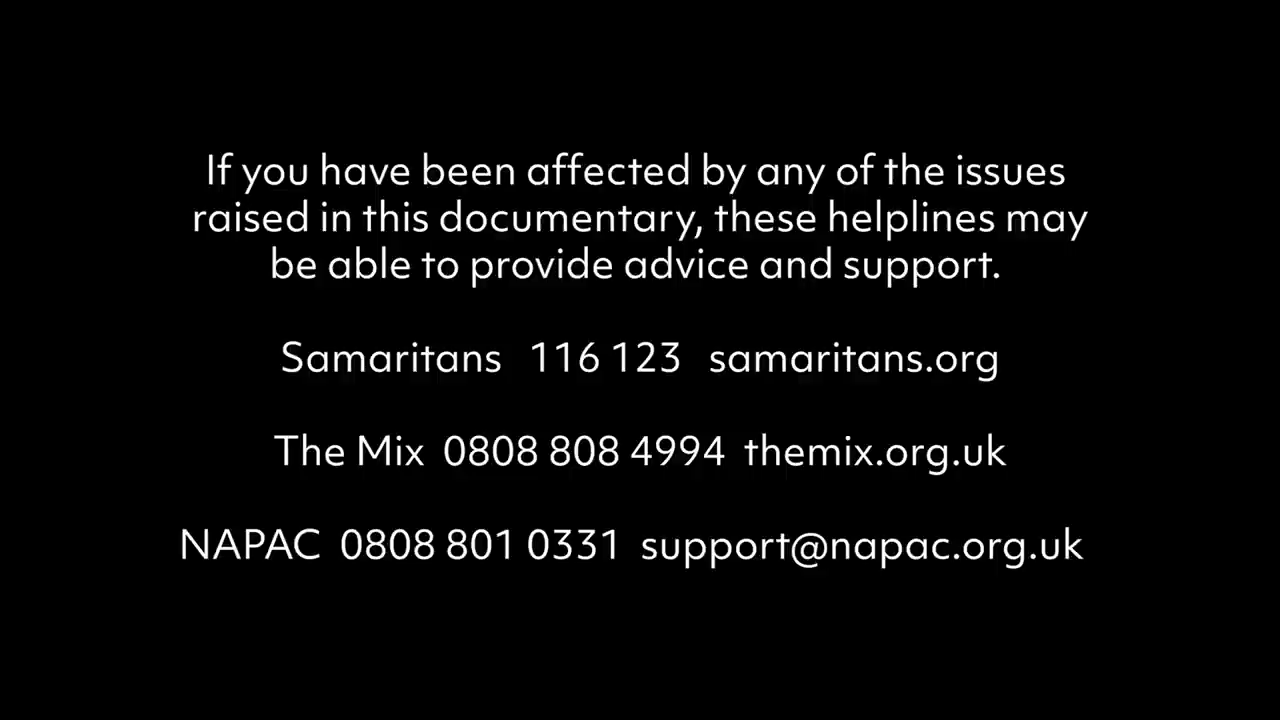 If you have been affected by any of the issues
raised in this documentary, these helplines may
be able to provide advice and support.
Samaritans 116 123 samaritans.org
The Mix 0808 808 4994 themix.org.uk
NAPAC 0808 801 0331 support@napac.org.uk